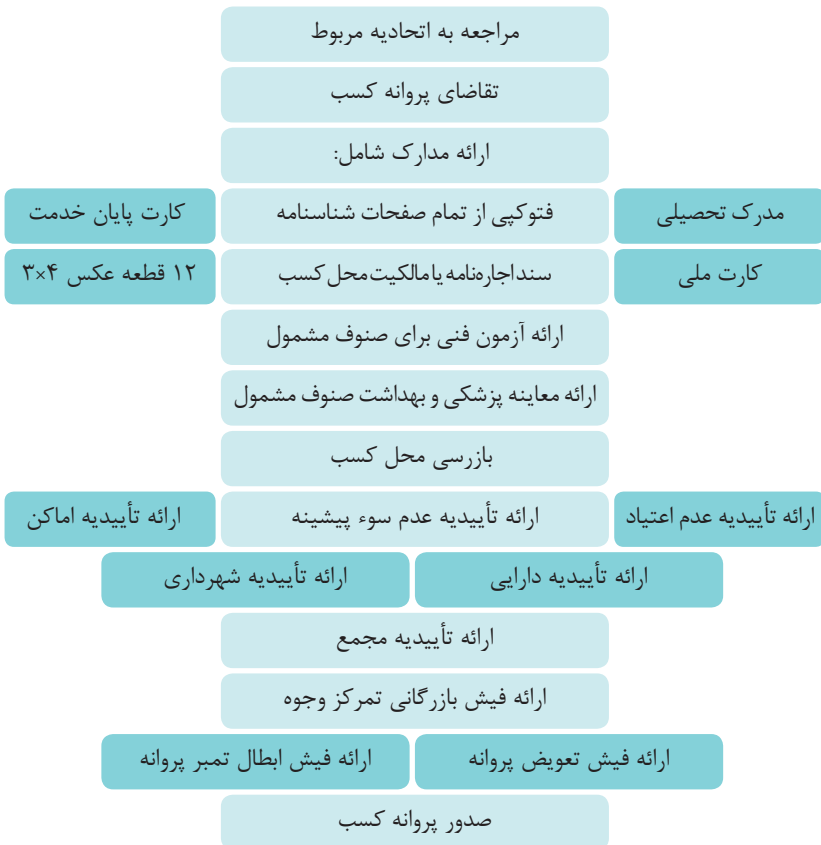 مراجعه به اتحادیه مربوط
تقاضای پروانه کسب
ارائه مدارک شامل:
مدرک تحصیلی
فتوکپی از تمام صفحات شناسنامه
کارت پایان خدمت
کارت ملی
سند اجاره‌نامه یا مالکیت محل کسب
۱۲ قطعه عکس ۴×۳
ارائه آزمون فنی برای صنوف مشمول
ارائه معاینه پزشکی و بهداشت صنوف مشمول
بازرسی محل کسب
ارائه تأییدیه عدم اعتیاد
ارائه تأییدیه عدم سوء پیشینه
ارائه تأییدیه اماکن
ارائه تأییدیه دارایی
ارائه تأییدیه شهرداری
ارائه تأییدیه مجمع
ارائه فیش بازرگانی تمرکز وجوه
ارائه فیش تعویض پروانه
ارائه فیش ابطال تمبر پروانه
صدور پروانه کسب